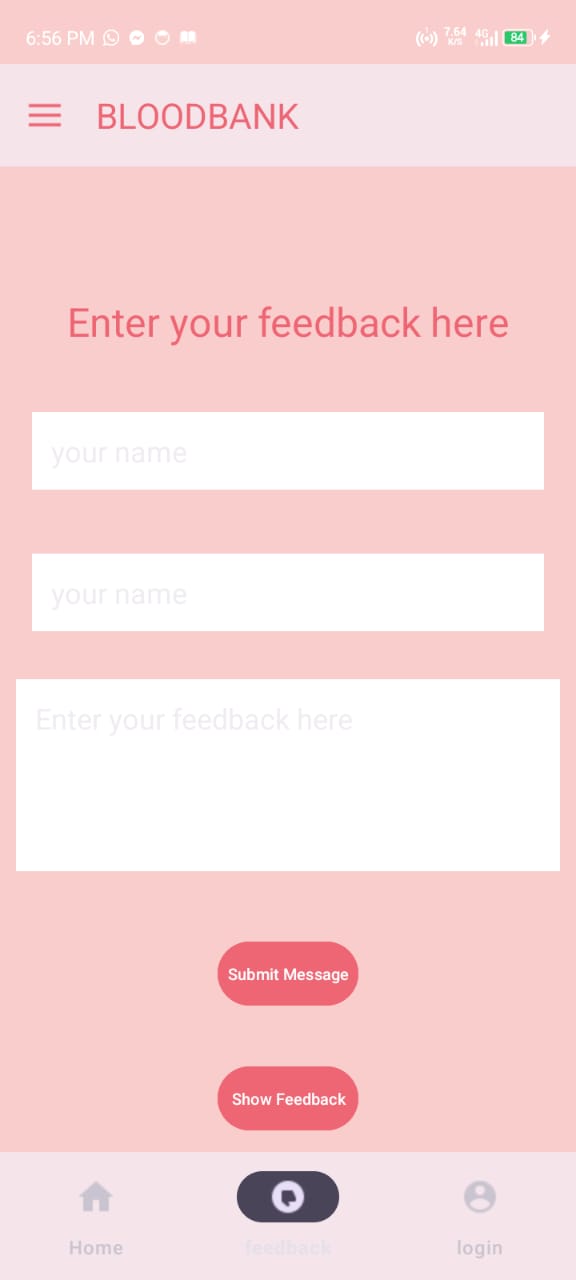 6:56 PM
7.64
K/S
4G
84
BLOODBANK
Enter your feedback here
your name
your name
Enter your feedback here
Submit Message
Show Feedback
Home
feedback
login